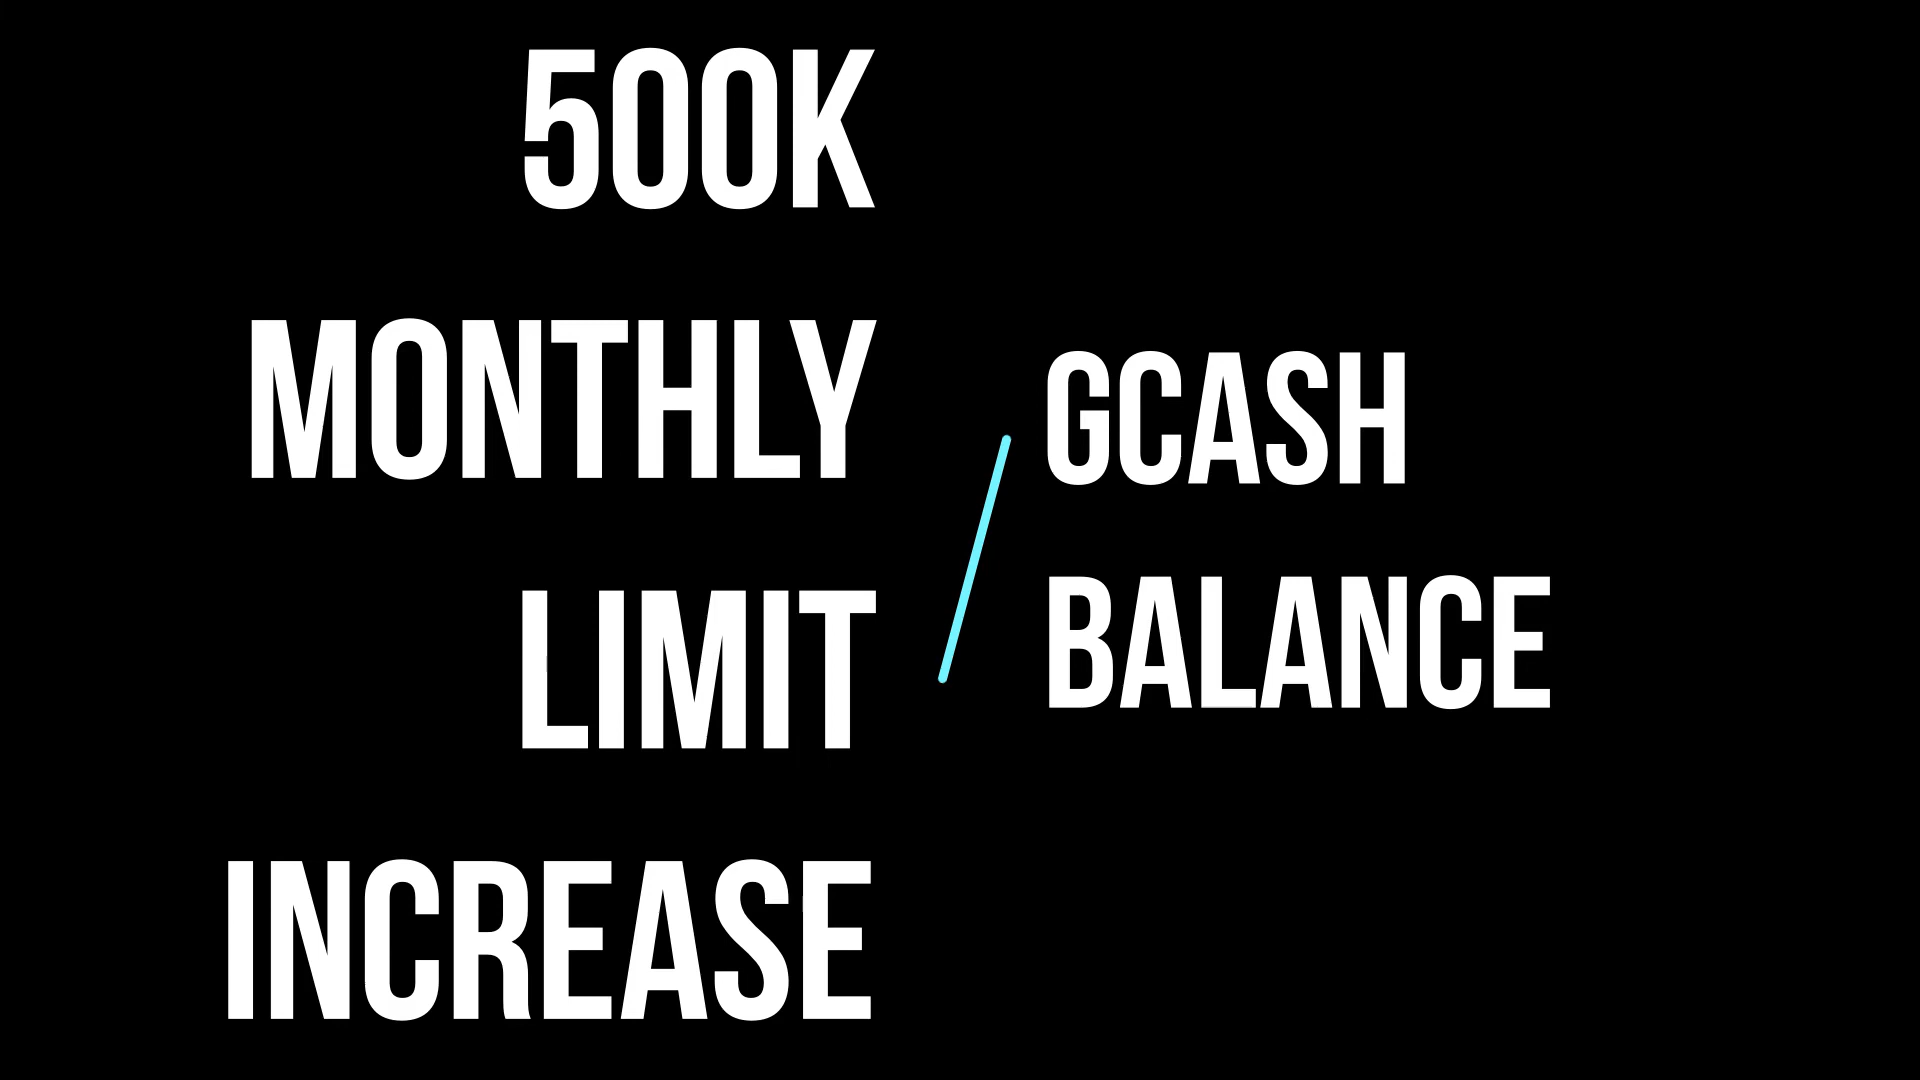 500K
MONTHLY
LIMIT
INCREASE
GCASH
BALANCE